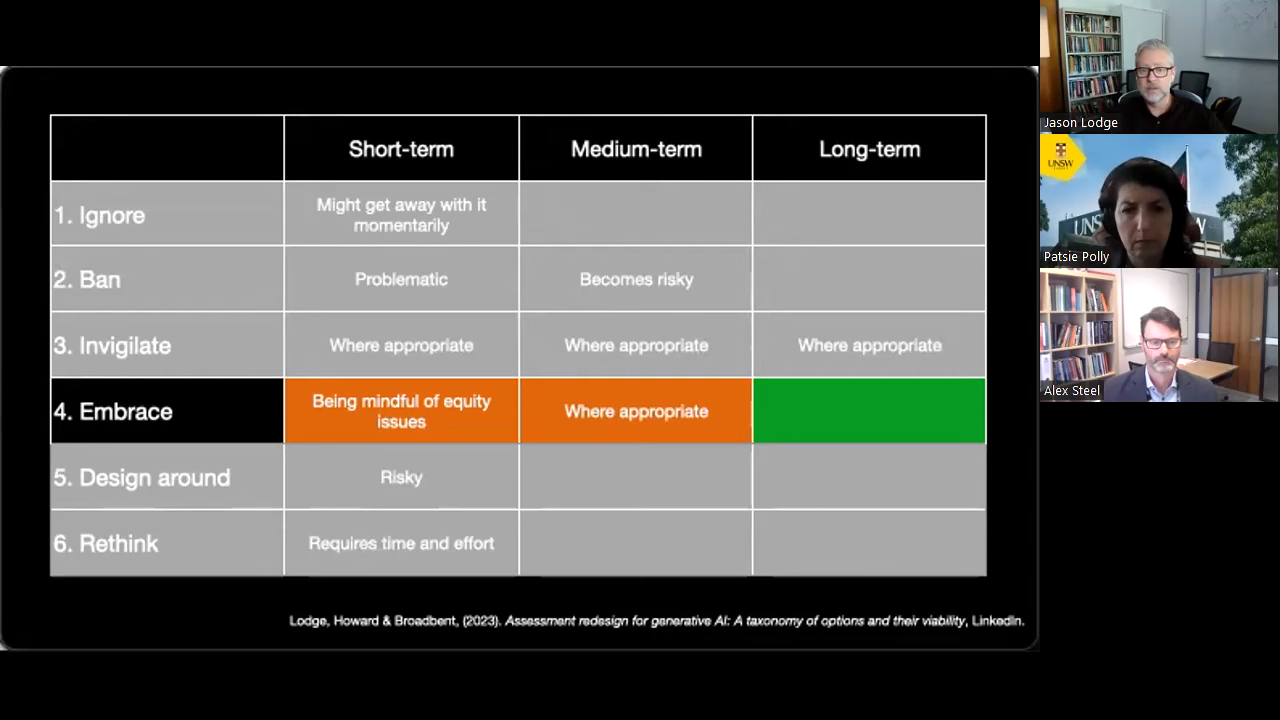 Short-term Medium-term Long-term
1. Ignore
Might get away with it
momentarily
2. Ban Problematic Becomes risky
3. Invigilate Where appropriate Where appropriate Where appropriate
4. Embrace
Being mindful of equity
issues
Where appropriate
5. Design around Risky
6. Rethink Requires time and effort
Lodge, Howard & Broadbent, (2023). Assessment redesign for generative AI: A taxonomy of options and their viability, LinkedIn.
Jason Lodge
UNSW
Patsie Polly
Alex Steel